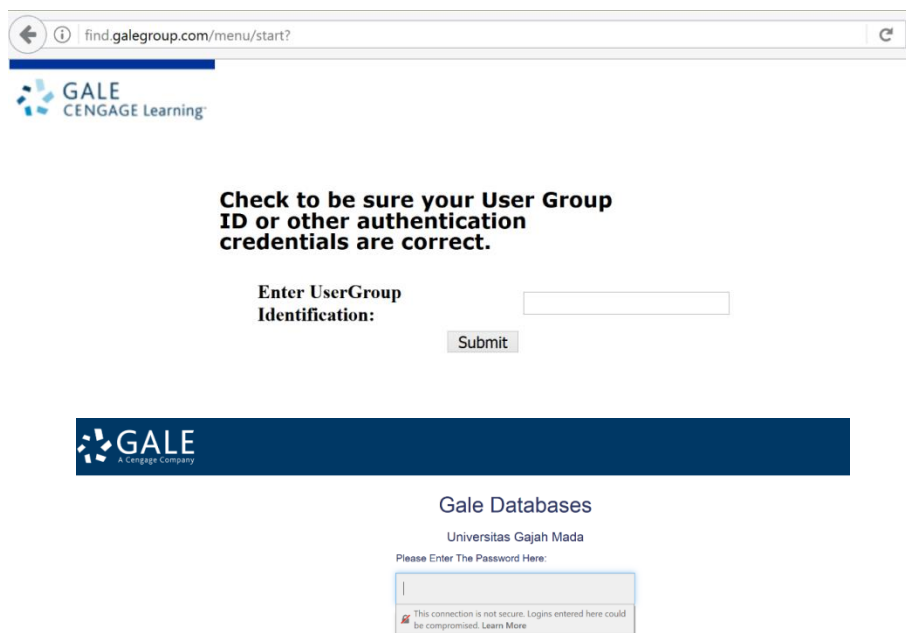 find.galegroup.com/menu/start?
GALE
CENGAGE Learning™
Check to be sure your User Group
ID or other authentication
credentials are correct.
Enter UserGroup
Identification:
Submit
GALE
A Cengage Company
Gale Databases
Universitas Gajah Mada
Please Enter The Password Here:
This connection is not secure. Logins entered here could
be compromised. Learn More